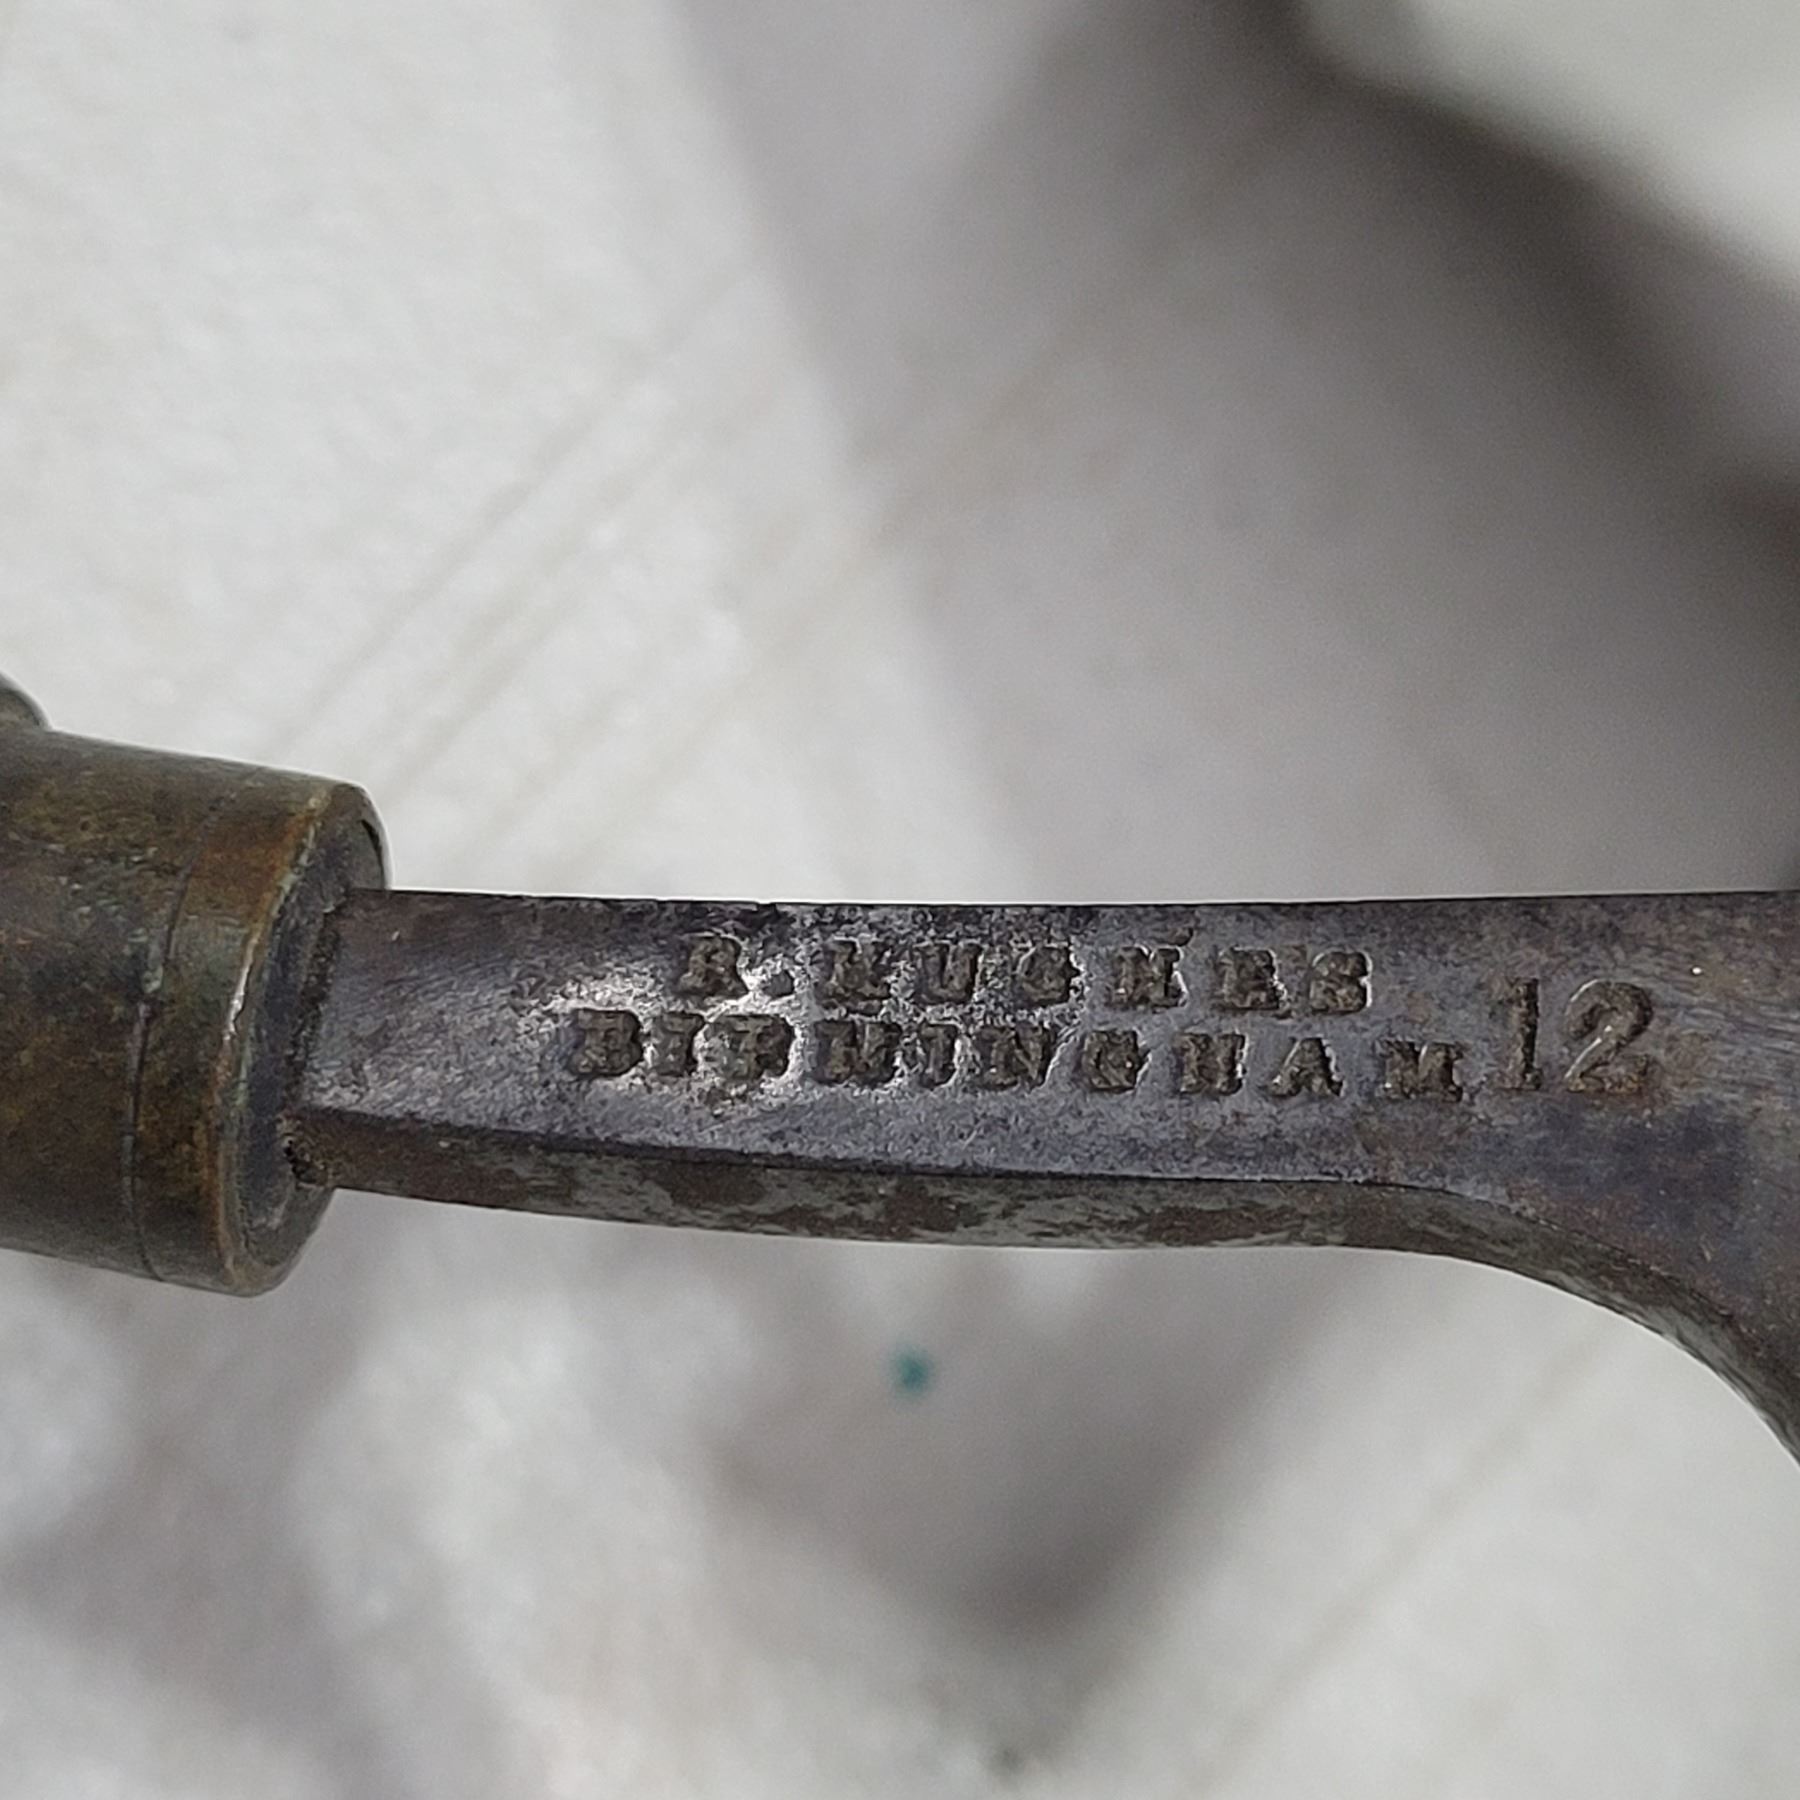 R. HUGHES
BIRMINGHAM 12